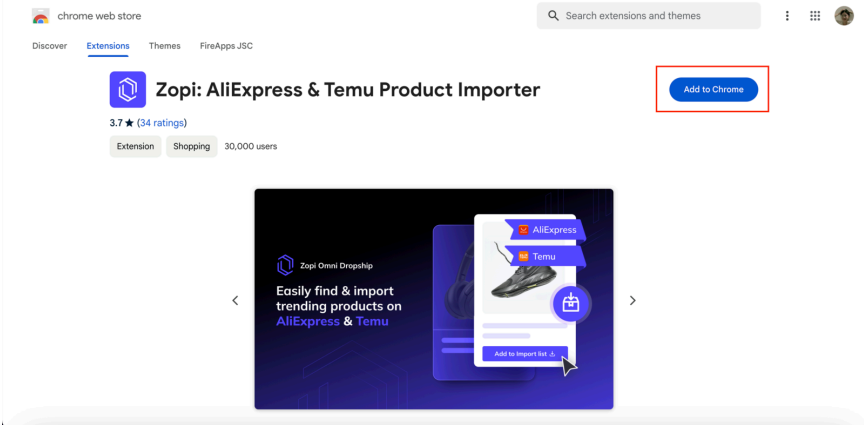 chrome web store
Search extensions and themes
Discover Extensions Themes FireApps JSC
Zopi: AliExpress & Temu Product Importer
Add to Chrome
3.7 ★ (34 ratings)
Extension Shopping 30,000 users
Zopi Omni Dropship
Easily find & import
trending products on
AliExpress & Temu
AliExpress
Temu
Add to Import list